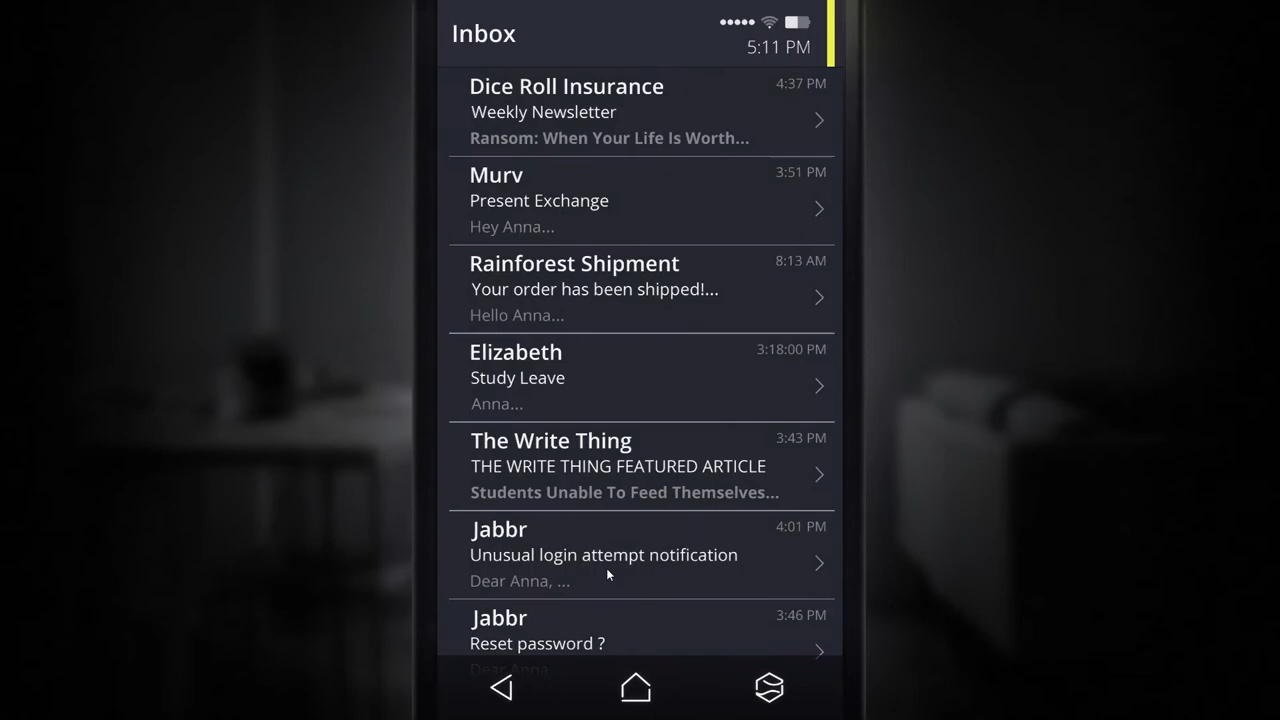 Inbox
5:11 PM
Dice Roll Insurance
4:37 PM
Weekly Newsletter
Ransom: When Your Life Is Worth...
Murv
3:51 PM
Present Exchange
Hey Anna...
Rainforest Shipment
8:13 AM
Your order has been shipped!...
Hello Anna...
Elizabeth
3:18:00 PM
Study Leave
Anna...
The Write Thing
3:43 PM
THE WRITE THING FEATURED ARTICLE
Students Unable To Feed Themselves...
Jabbr
4:01 PM
Unusual login attempt notification
Dear Anna, ...
Jabbr
3:46 PM
Reset password ?
Dear Anna